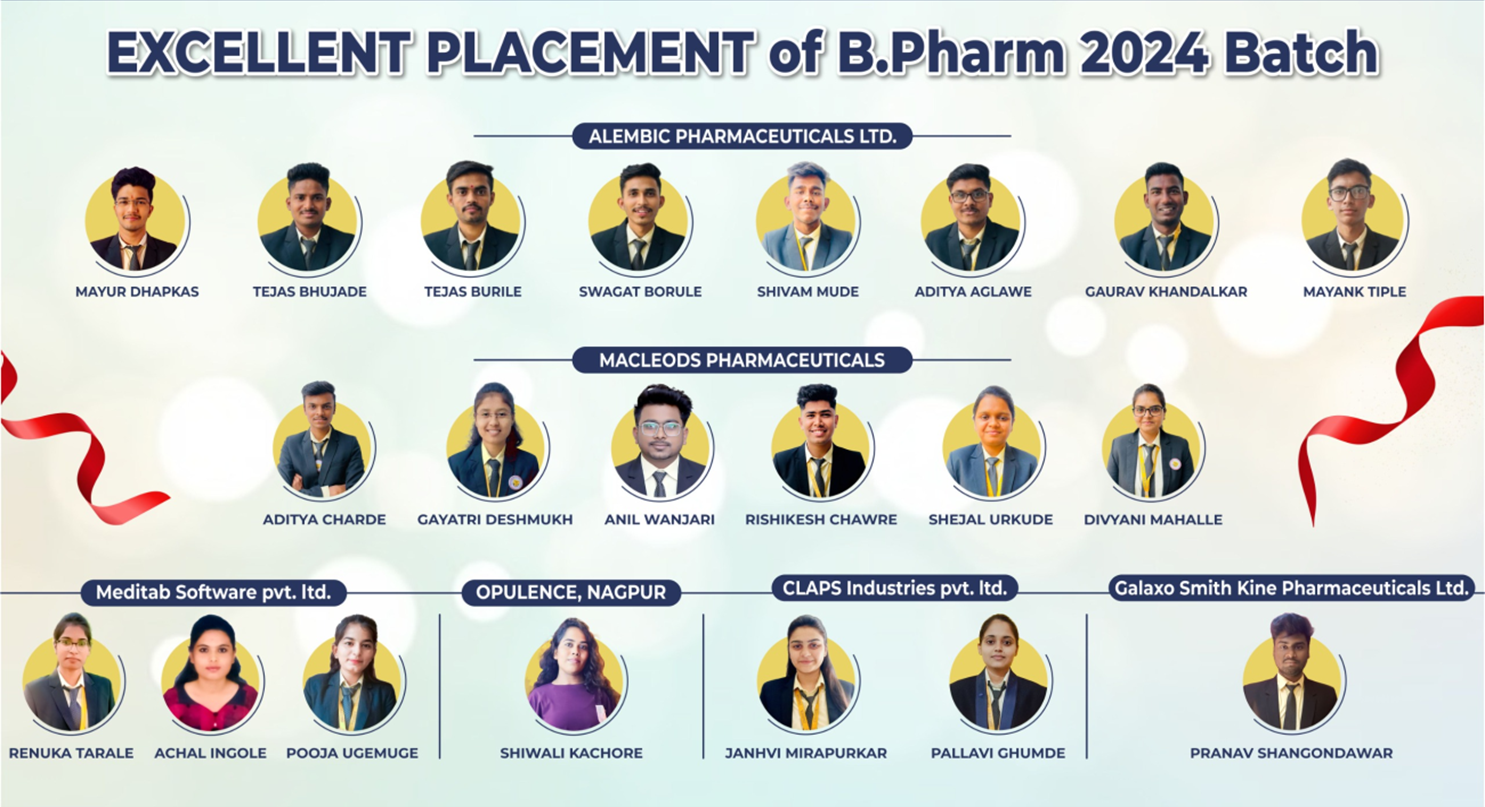 EXCELLENT PLACEMENT of B.Pharm 2024 Batch
ALEMBIC PHARMACEUTICALS LTD.
MAYUR DHAPKAS TEJAS BHUJADE TEJAS BURILE SWAGAT BORULE SHIVAM MUDE ADITYA AGLAWE GAURAV KHANDALKAR MAYANK TIPLE
MACLEODS PHARMACEUTICALS
ADITYA CHARDE GAYATRI DESHMUKH ANIL WANJARI RISHIKESH CHAWRE SHEJAL URKUDE DIVYANI MAHALLE
Meditab Software pvt. ltd.
RENUKA TARALE ACHAL INGOLE POOJA UGEMUGE
OPULENCE, NAGPUR
SHIWALI KACHORE
CLAPS Industries pvt. ltd.
JANHVI MIRAPURKAR PALLAVI GHUMDE
Galaxo Smith Kine Pharmaceuticals Ltd.
PRANAV SHANGONDAWAR